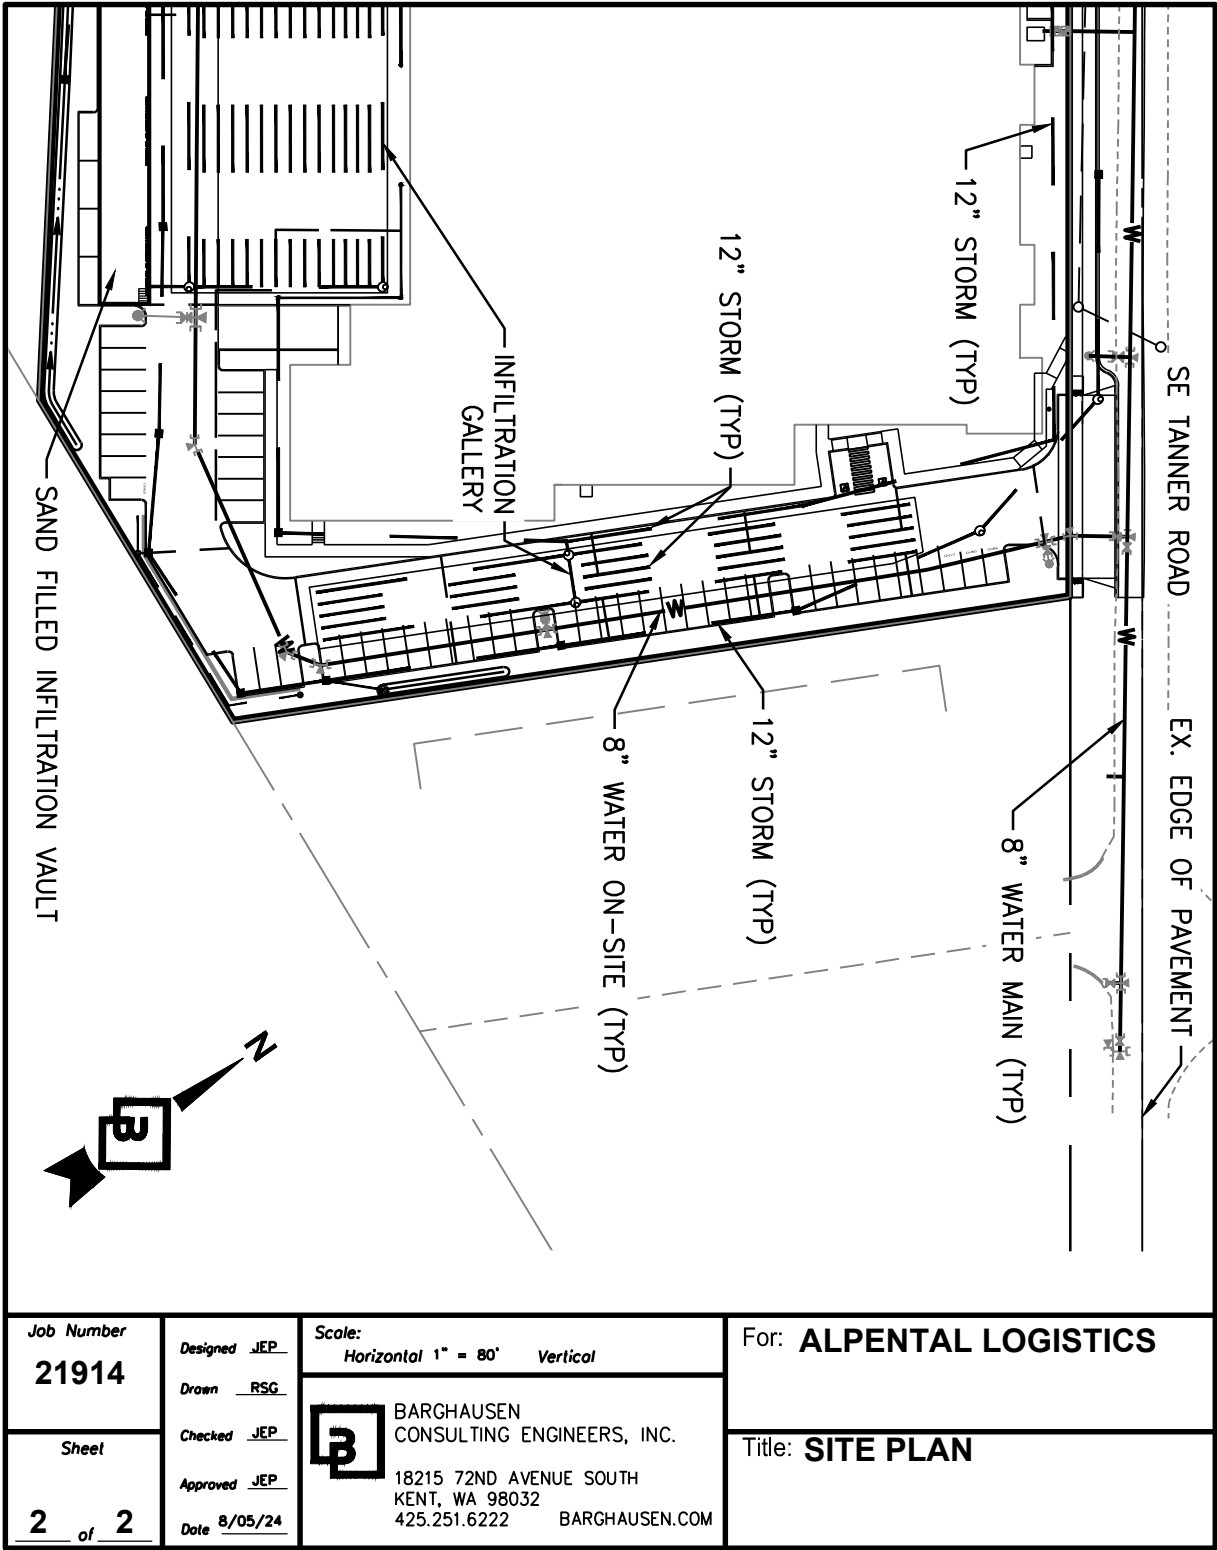 12" STORM (TYP)
12" STORM (TYP)
INFILTRATION
GALLERY
W
SE TANNER ROAD
SAND FILLED INFILTRATION VAULT
W
W
W
12" STORM (TYP)
8" WATER ON-SITE (TYP)
8" WATER MAIN (TYP)
EX. EDGE OF PAVEMENT
N
B
Job Number
21914
Sheet
2 of 2
Designed JEP
Drawn RSG
Checked JEP
Approved JEP
Date 8/05/24
Scale:
Horizontal 1" = 80' Vertical
B
BARGHAUSEN
CONSULTING ENGINEERS, INC.
18215 72ND AVENUE SOUTH
KENT, WA 98032
425.251.6222 BARGHAUSEN.COM
For: ALPENTAL LOGISTICS
Title: SITE PLAN